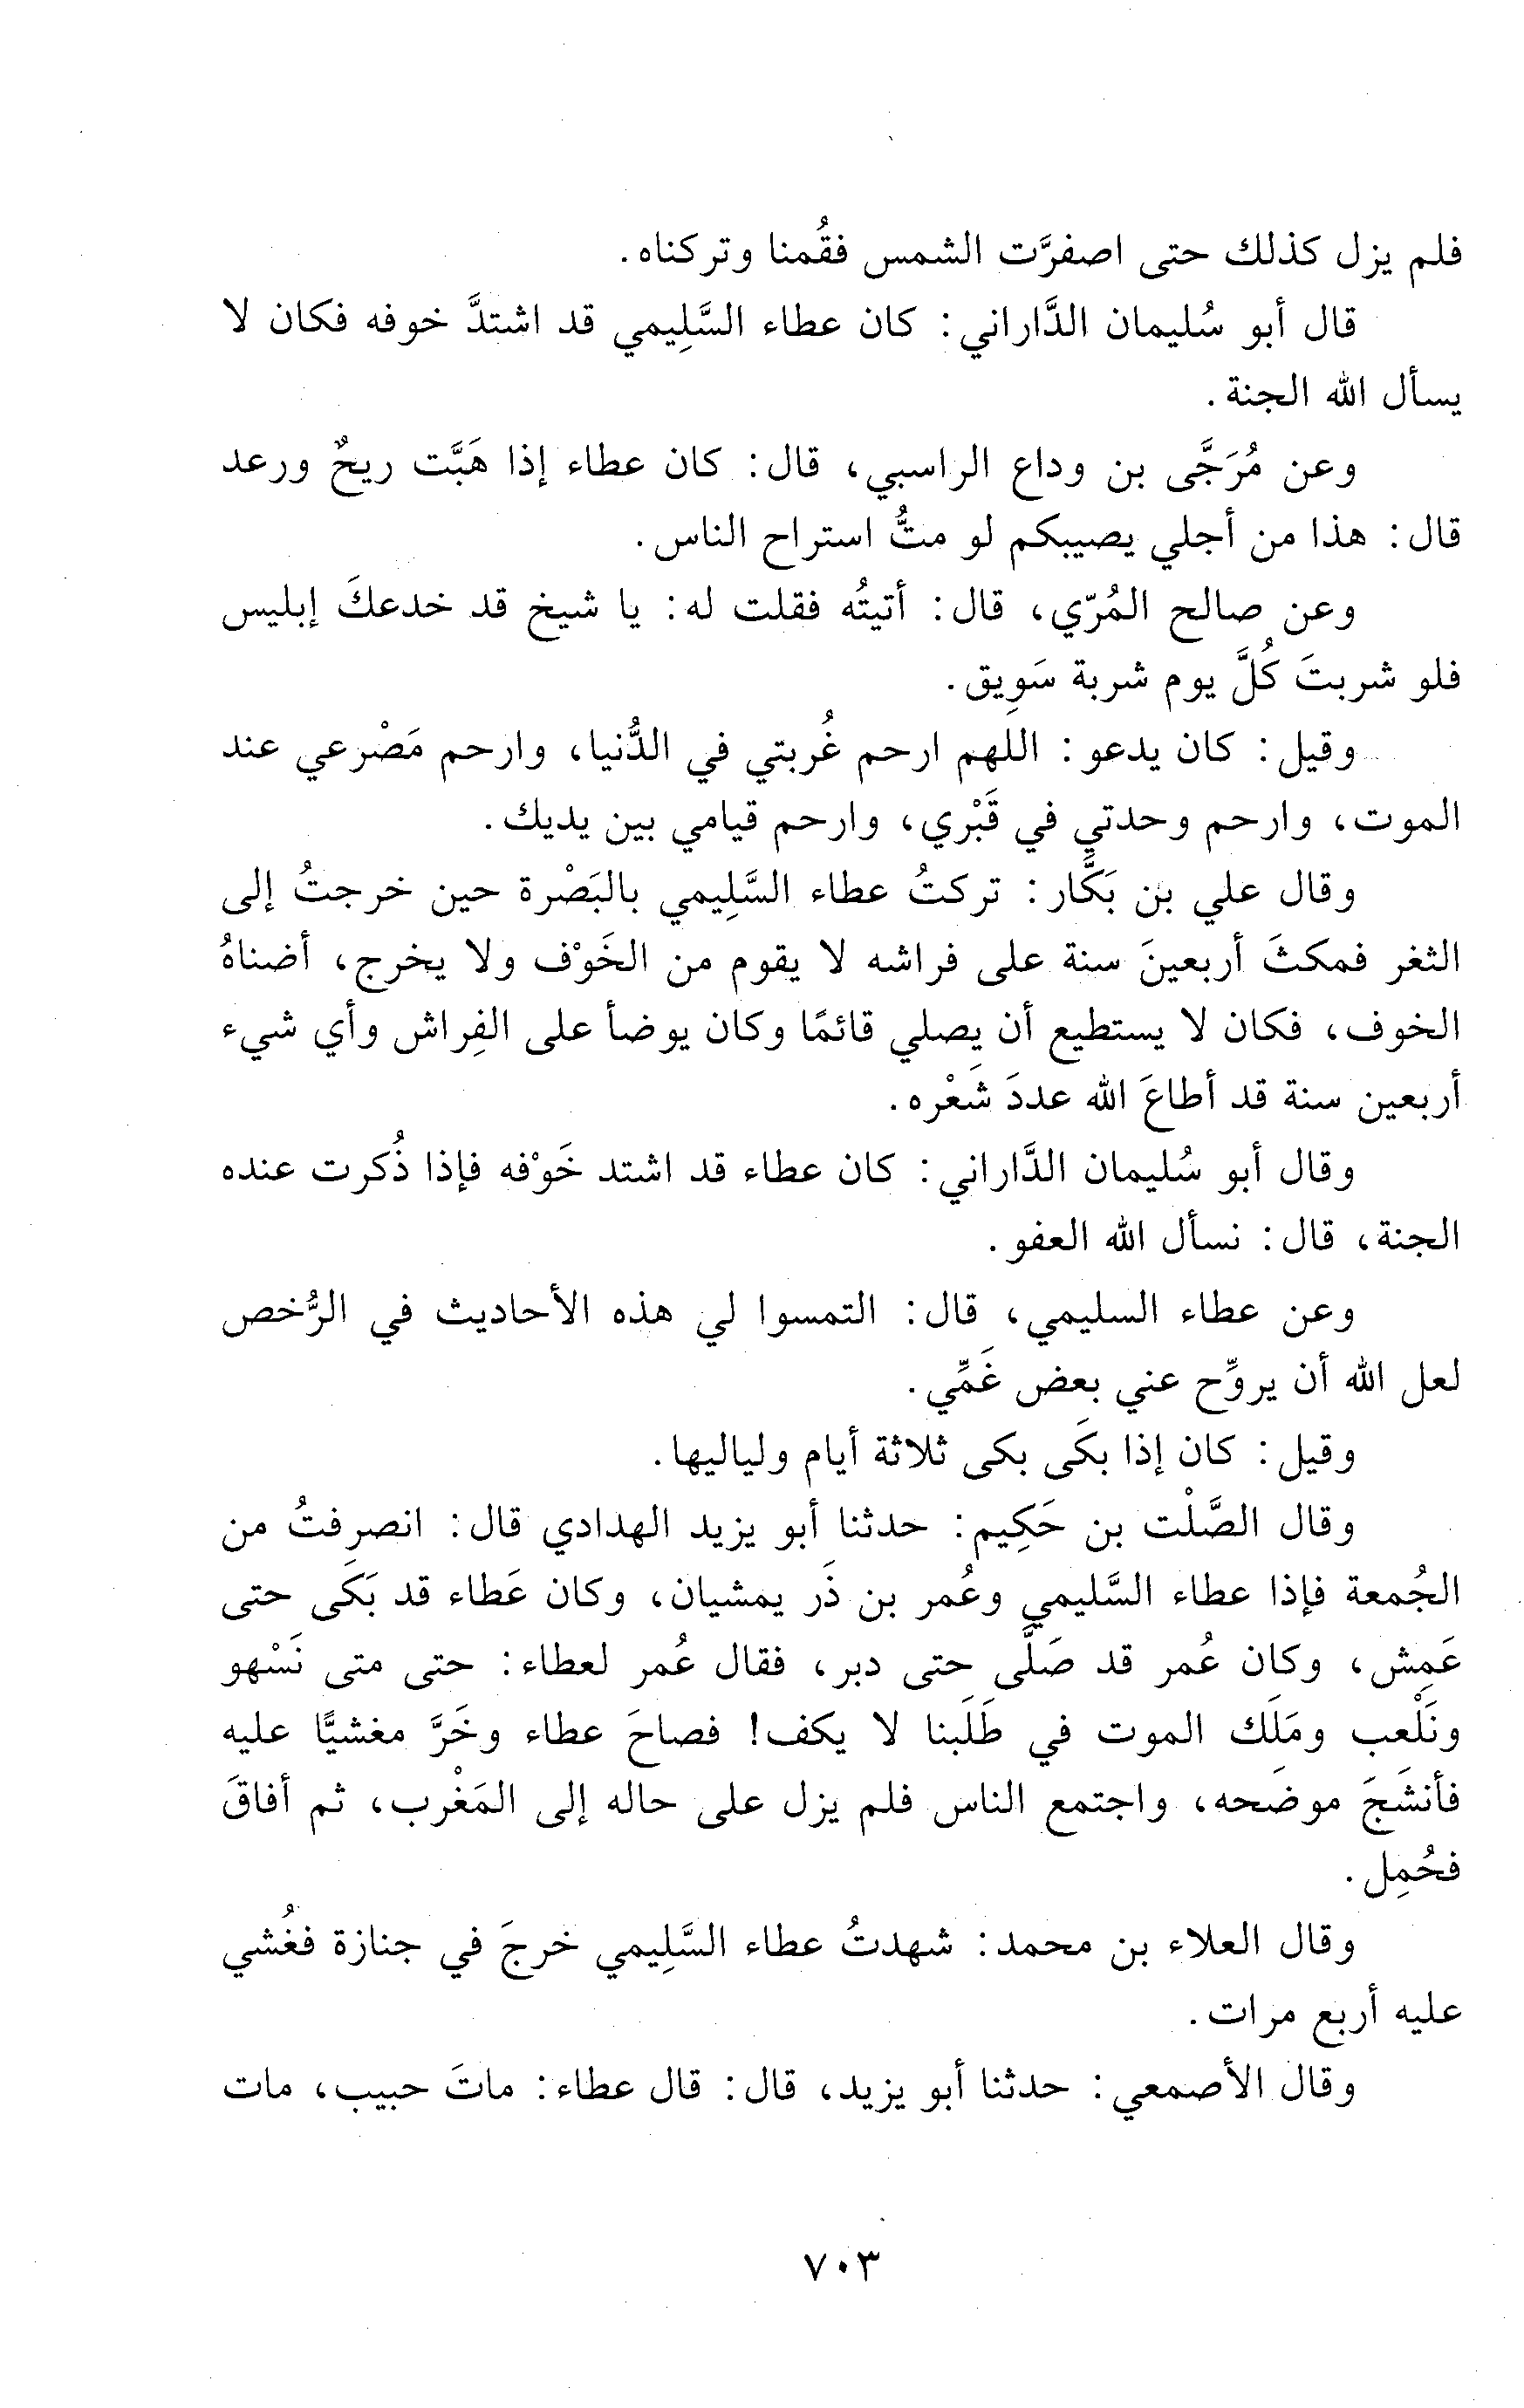 فلم يزل كذلك حتى اصفرَّت الشمس فقُمنا وتركناه.
قال أبو سُليمان الدَّاراني: كان عطاء السَّلِيمي قد اشتدَّ خوفه فكان لا
يسأل الله الجنة.
وعن مُرَجَّى بن وداع الراسبي، قال: كان عطاء إذا هَبَّت ريحٌ ورعد
قال: هذا من أجلي يصيبكم لو متُّ استراح الناس.
وعن صالح المُرّي، قال: أتيتُه فقلت له: يا شيخ قد خدعكَ إبليس
فلو شربتَ كُلَّ يوم شربة سَوِيق.
وقيل: كان يدعو: اللهم ارحم غُربتي في الدُّنيا، وارحم مَصْرعي عند
الموت، وارحم وحدتي في قَبْري، وارحم قيامي بين يديك.
وقال علي بن بَكَّار: تركتُ عطاء السَّلِيمي بالبَصْرة حين خرجتُ إلى
الثغر فمكثَ أربعينَ سنة على فراشه لا يقوم من الخَوْف ولا يخرج، أضناهُ
الخوف، فكان لا يستطيع أن يصلي قائمًا وكان يوضأ على الفِراش وأي شيء
أربعين سنة قد أطاعَ الله عددَ شَعْره.
وقال أبو سُليمان الدَّاراني: كان عطاء قد اشتد خَوْفه فإذا ذُكرت عنده
الجنة، قال: نسأل الله العفو.
وعن عطاء السليمي، قال: التمسوا لي هذه الأحاديث في الرُّخص
لعل الله أن يروِّح عني بعض غَمِّي.
وقيل: كان إذا بكَى بكى ثلاثة أيام ولياليها.
وقال الصَّلْت بن حَكِيم: حدثنا أبو يزيد الهدادي قال: انصرفتُ من
الجُمعة فإذا عطاء السَّليمي وعُمر بن ذَر يمشيان، وكان عَطاء قد بَكَى حتى
عَمِش، وكان عُمر قد صَلَّى حتى دبر، فقال عُمر لعطاء: حتى متى نَسْهو
ونَلْعب ومَلَك الموت في طَلَبنا لا يكف! فصاحَ عطاء وخَرَّ مغشيًّا عليه
فأنشَجَ موضَحه، واجتمع الناس فلم يزل على حاله إلى المَغْرب، ثم أفاقَ
فحُمِل.
وقال العلاء بن محمد: شهدتُ عطاء السَّلِيمي خرجَ في جنازة فغُشي
عليه أربع مرات.
وقال الأصمعي: حدثنا أبو يزيد، قال: قال عطاء: ماتَ حبيب، مات
٧٠٣